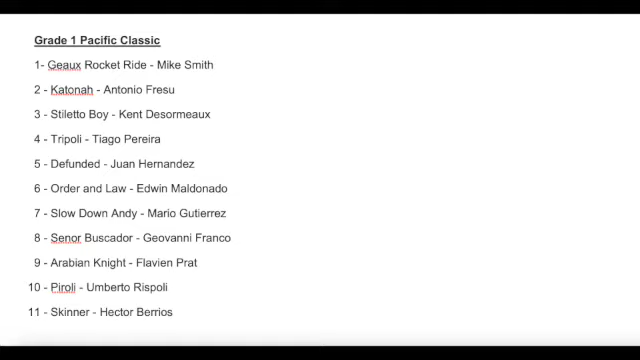 Grade 1 Pacific Classic
1- Geaux Rocket Ride - Mike Smith
2 - Katonah - Antonio Fresu
3 - Stiletto Boy - Kent Desormeaux
4 - Tripoli - Tiago Pereira
5 - Defunded - Juan Hernandez
6 - Order and Law - Edwin Maldonado
7 - Slow Down Andy - Mario Gutierrez
8 - Senor Buscador - Geovanni Franco
9 - Arabian Knight - Flavien Prat
10 - Piroli - Umberto Rispoli
11 - Skinner - Hector Berrios